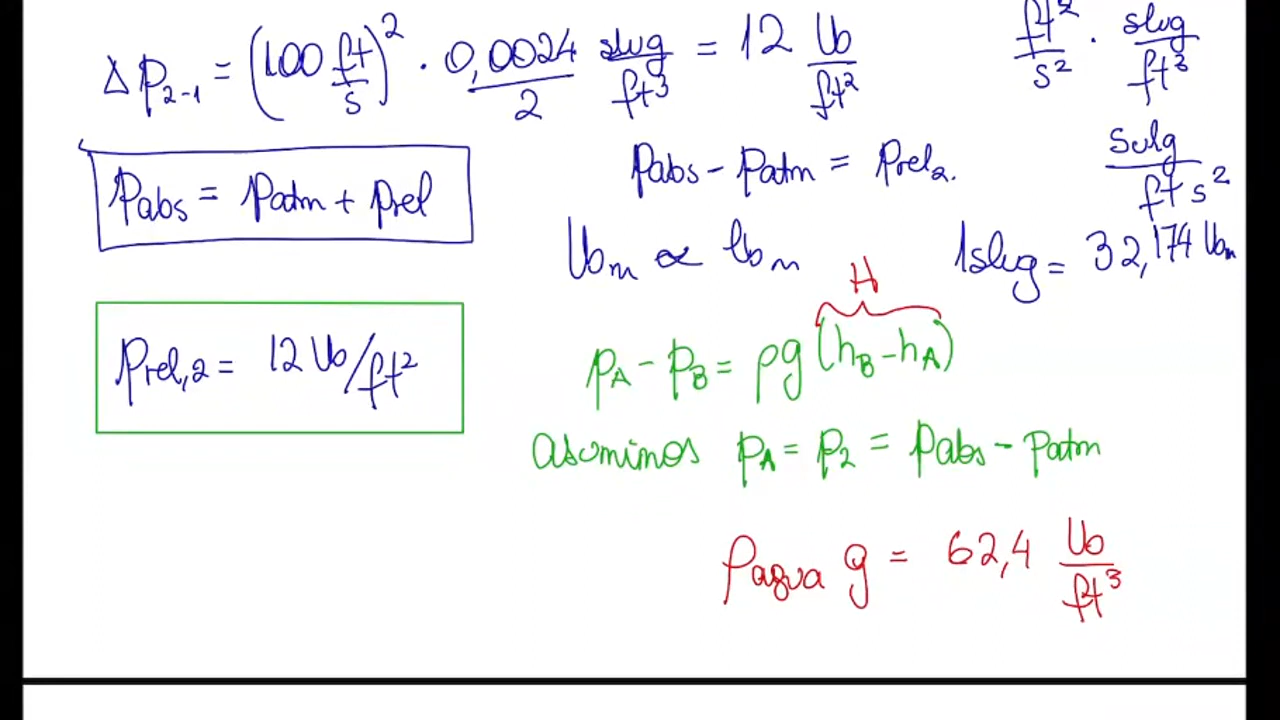 Δp₂₋₁ = (100 ft/s)² · 0,0024/2 slug/ft³ = 12 lb/ft²
ft²/s² · slug/ft³
Pabs = Patm + Prel
Pabs - Patm = Prel₂.
sulg/ft s²
lbm ∝ lbm
1slug = 32,174 lbm
H
Prel,2 = 12 lb/ft²
PA - PB = ρg(hB - hA)
asumimos PA = P2 = Pabs - Patm
ρagua g = 62,4 lb/ft³